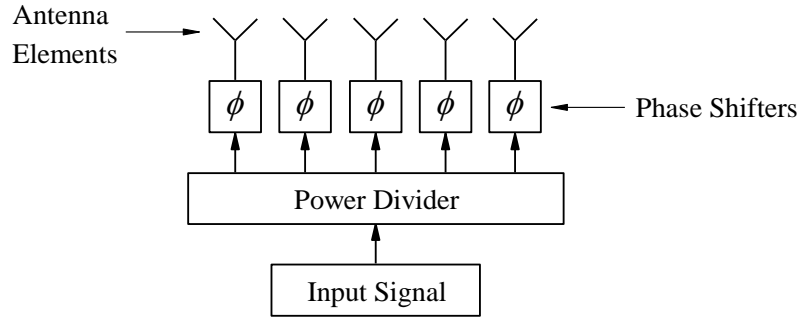 Antenna
Elements
ϕ ϕ ϕ ϕ ϕ
Phase Shifters
Power Divider
Input Signal